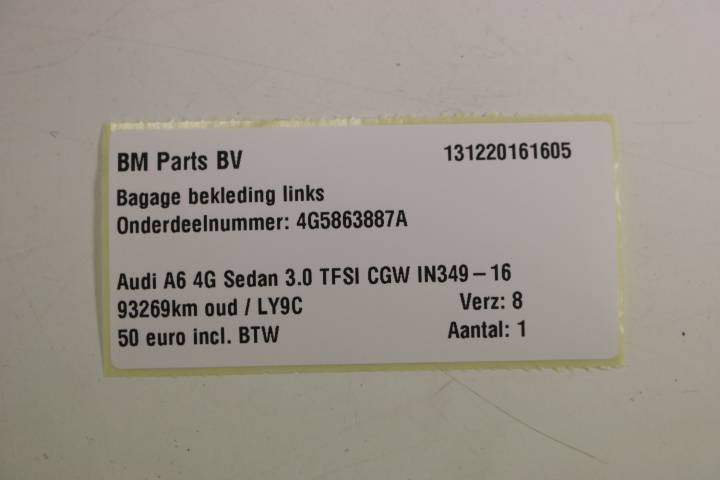 BM Parts BV 131220161605
Bagage bekleding links
Onderdeelnummer: 4G5863887A
Audi A6 4G Sedan 3.0 TFSI CGW IN349-16
93269km oud / LY9C Verz: 8
50 euro incl. BTW Aantal: 1